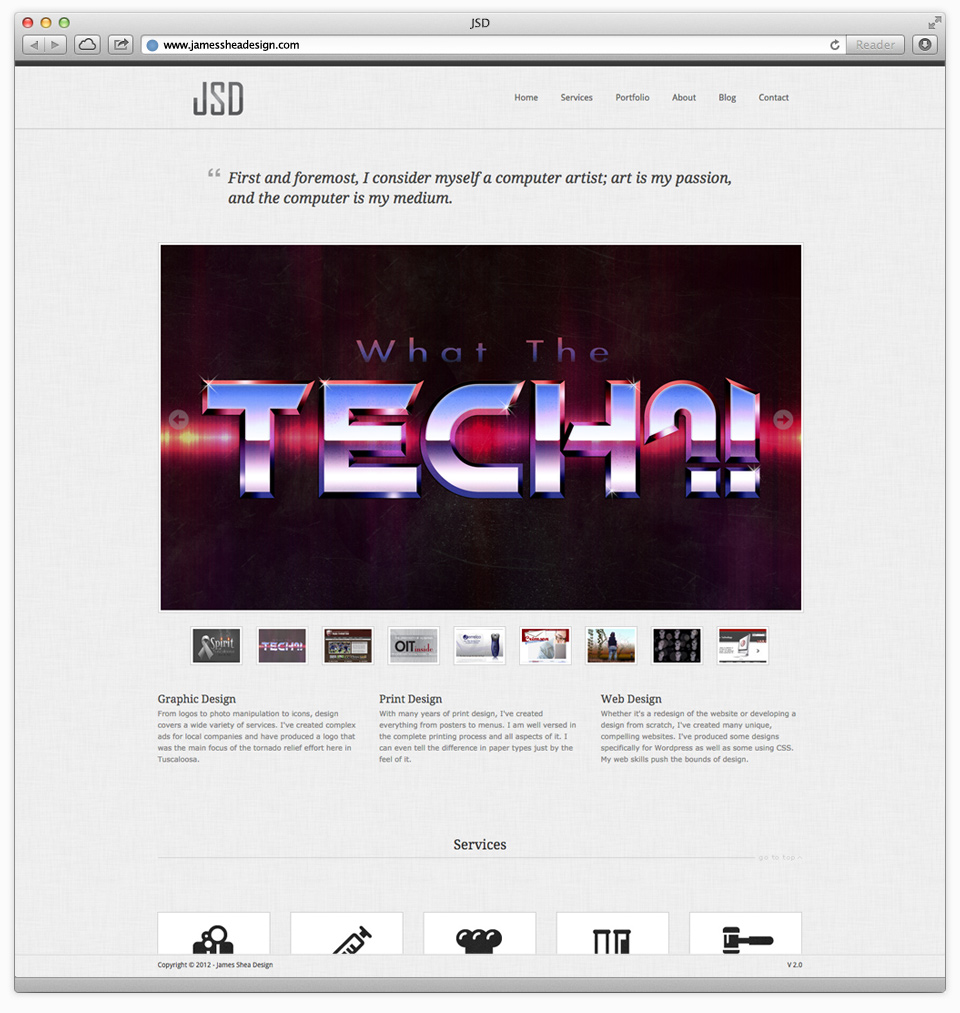 JSD
www.jamessheadesign.com
Reader
JSD
Home Services Portfolio About Blog Contact
“ First and foremost, I consider myself a computer artist; art is my passion,
and the computer is my medium.
What The
TECH?!
Spirit
TECH?!
OIT inside
Graphic Design
From logos to photo manipulation to icons, design
covers a wide variety of services. I've created complex
ads for local companies and have produced a logo that
was the main focus of the tornado relief effort here in
Tuscaloosa.
Print Design
With many years of print design, I've created
everything from posters to menus. I am well versed in
the complete printing process and all aspects of it. I
can even tell the difference in paper types just by the
feel of it.
Web Design
Whether it's a redesign of the website or developing a
design from scratch, I've created many unique,
compelling websites. I've produced some designs
specifically for Wordpress as well as some using CSS.
My web skills push the bounds of design.
Services
go to top ^
Copyright © 2012 - James Shea Design
V 2.0